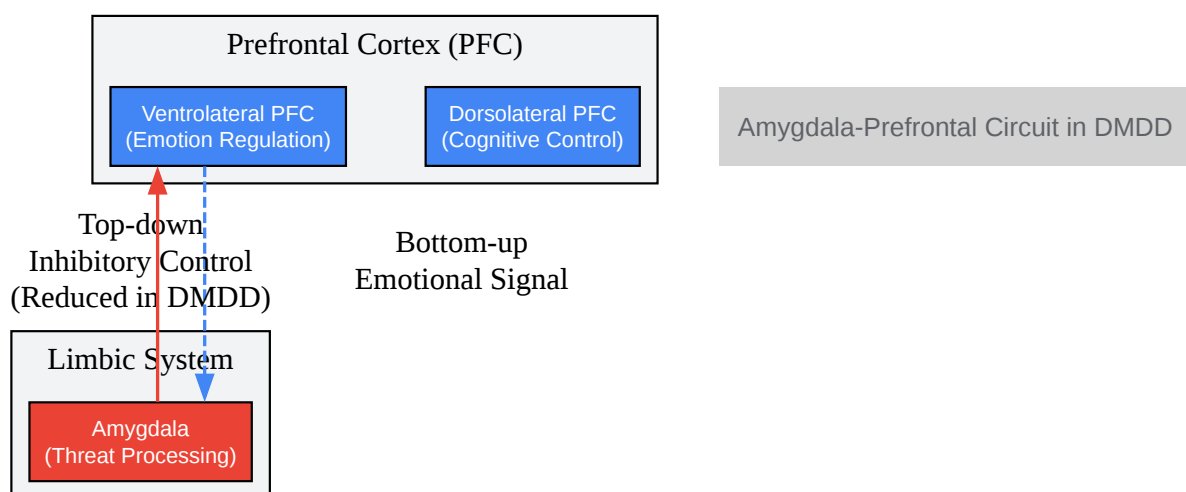 Prefrontal Cortex (PFC)
Ventrolateral PFC
(Emotion Regulation)
Dorsolateral PFC
(Cognitive Control)
Amygdala-Prefrontal Circuit in DMDD
Top-down
Inhibitory Control
(Reduced in DMDD)
Bottom-up
Emotional Signal
Limbic System
Amygdala
(Threat Processing)